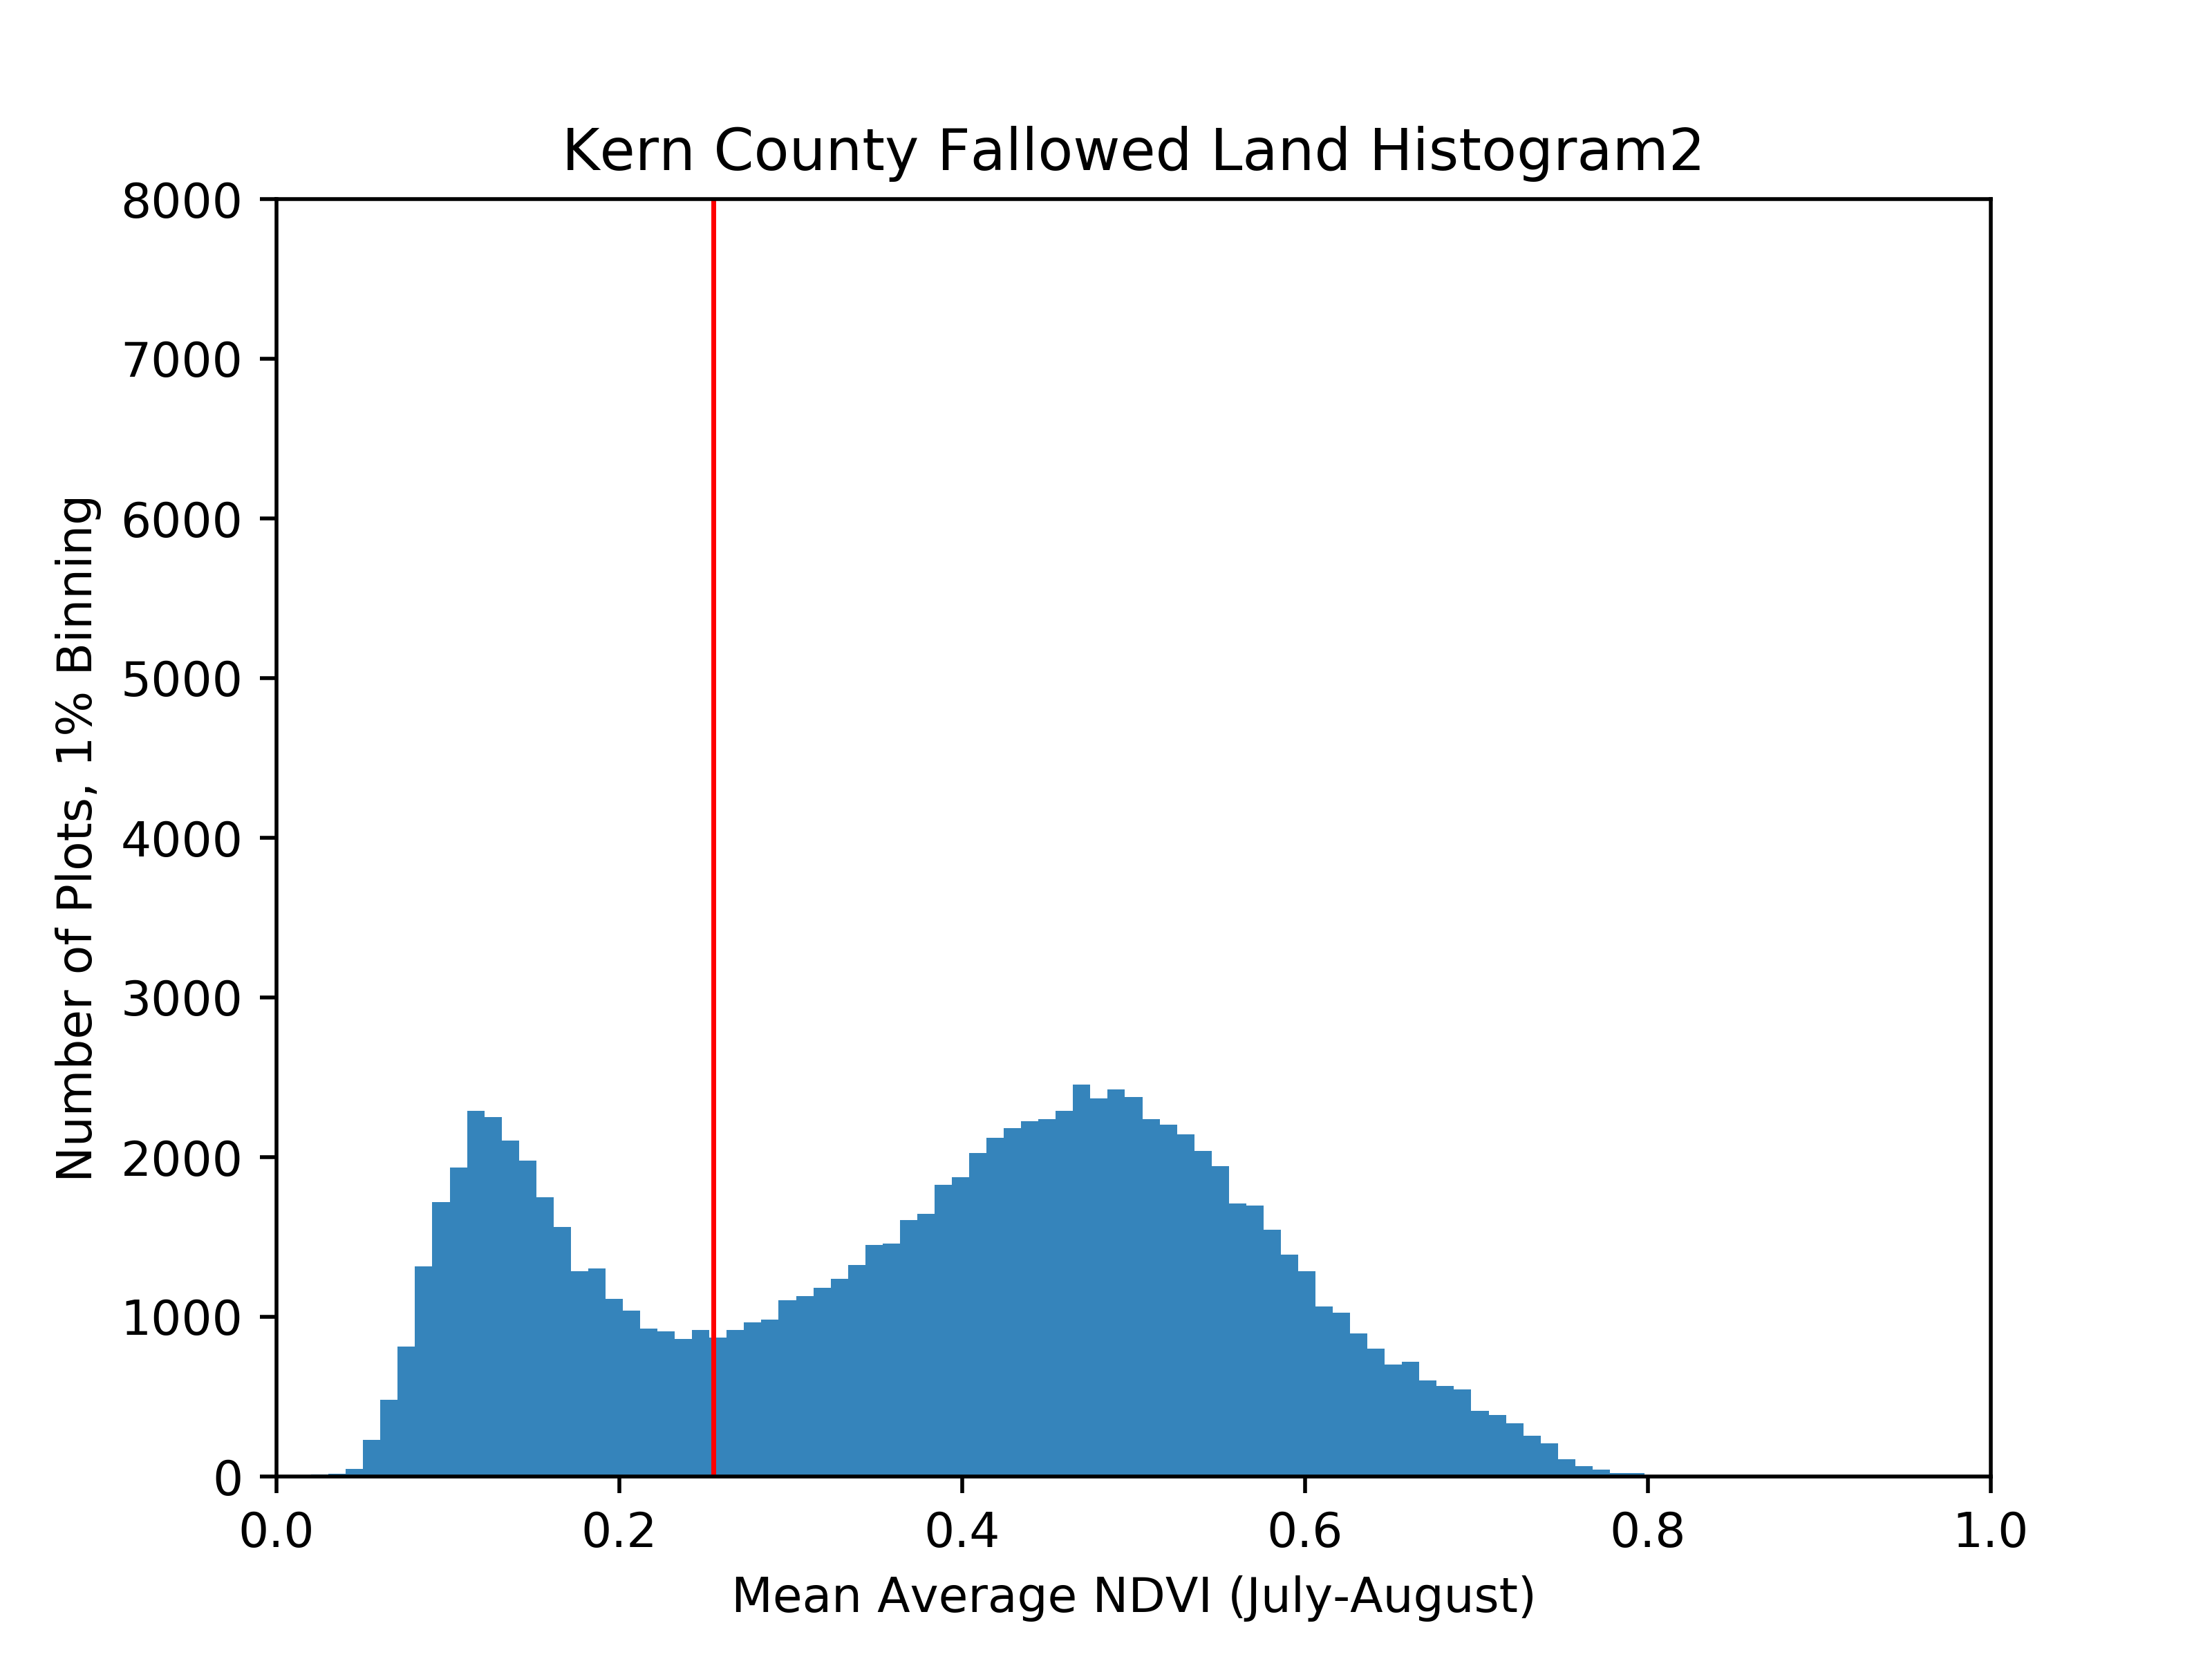 Kern County Fallowed Land Histogram2
8000
7000
6000
5000
4000
3000
2000
1000
0
Number of Plots, 1% Binning
0.0 0.2 0.4 0.6 0.8 1.0
Mean Average NDVI (July-August)